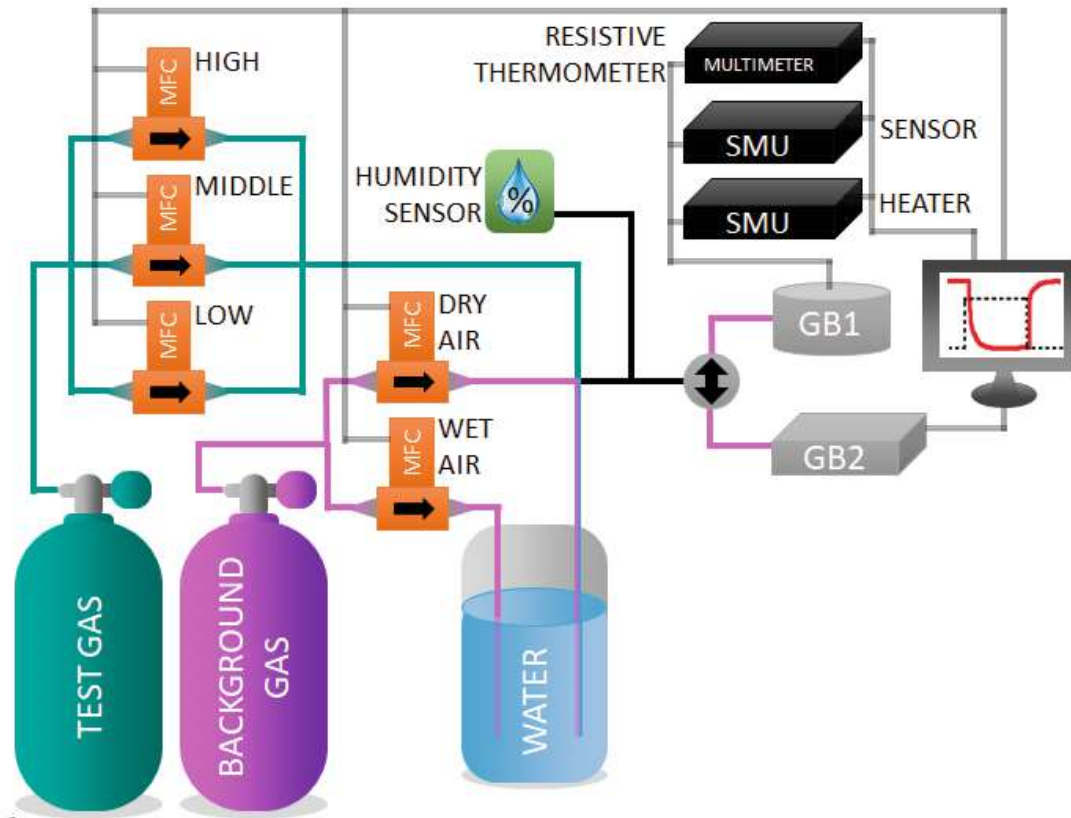 MFC
HIGH
MFC
MIDDLE
MFC
LOW
RESISTIVE
THERMOMETER
MULTIMETER
SMU
SENSOR
SMU
HEATER
HUMIDITY
SENSOR
%
MFC
DRY
AIR
MFC
WET
AIR
GB1
GB2
TEST GAS
BACKGROUND
GAS
WATER